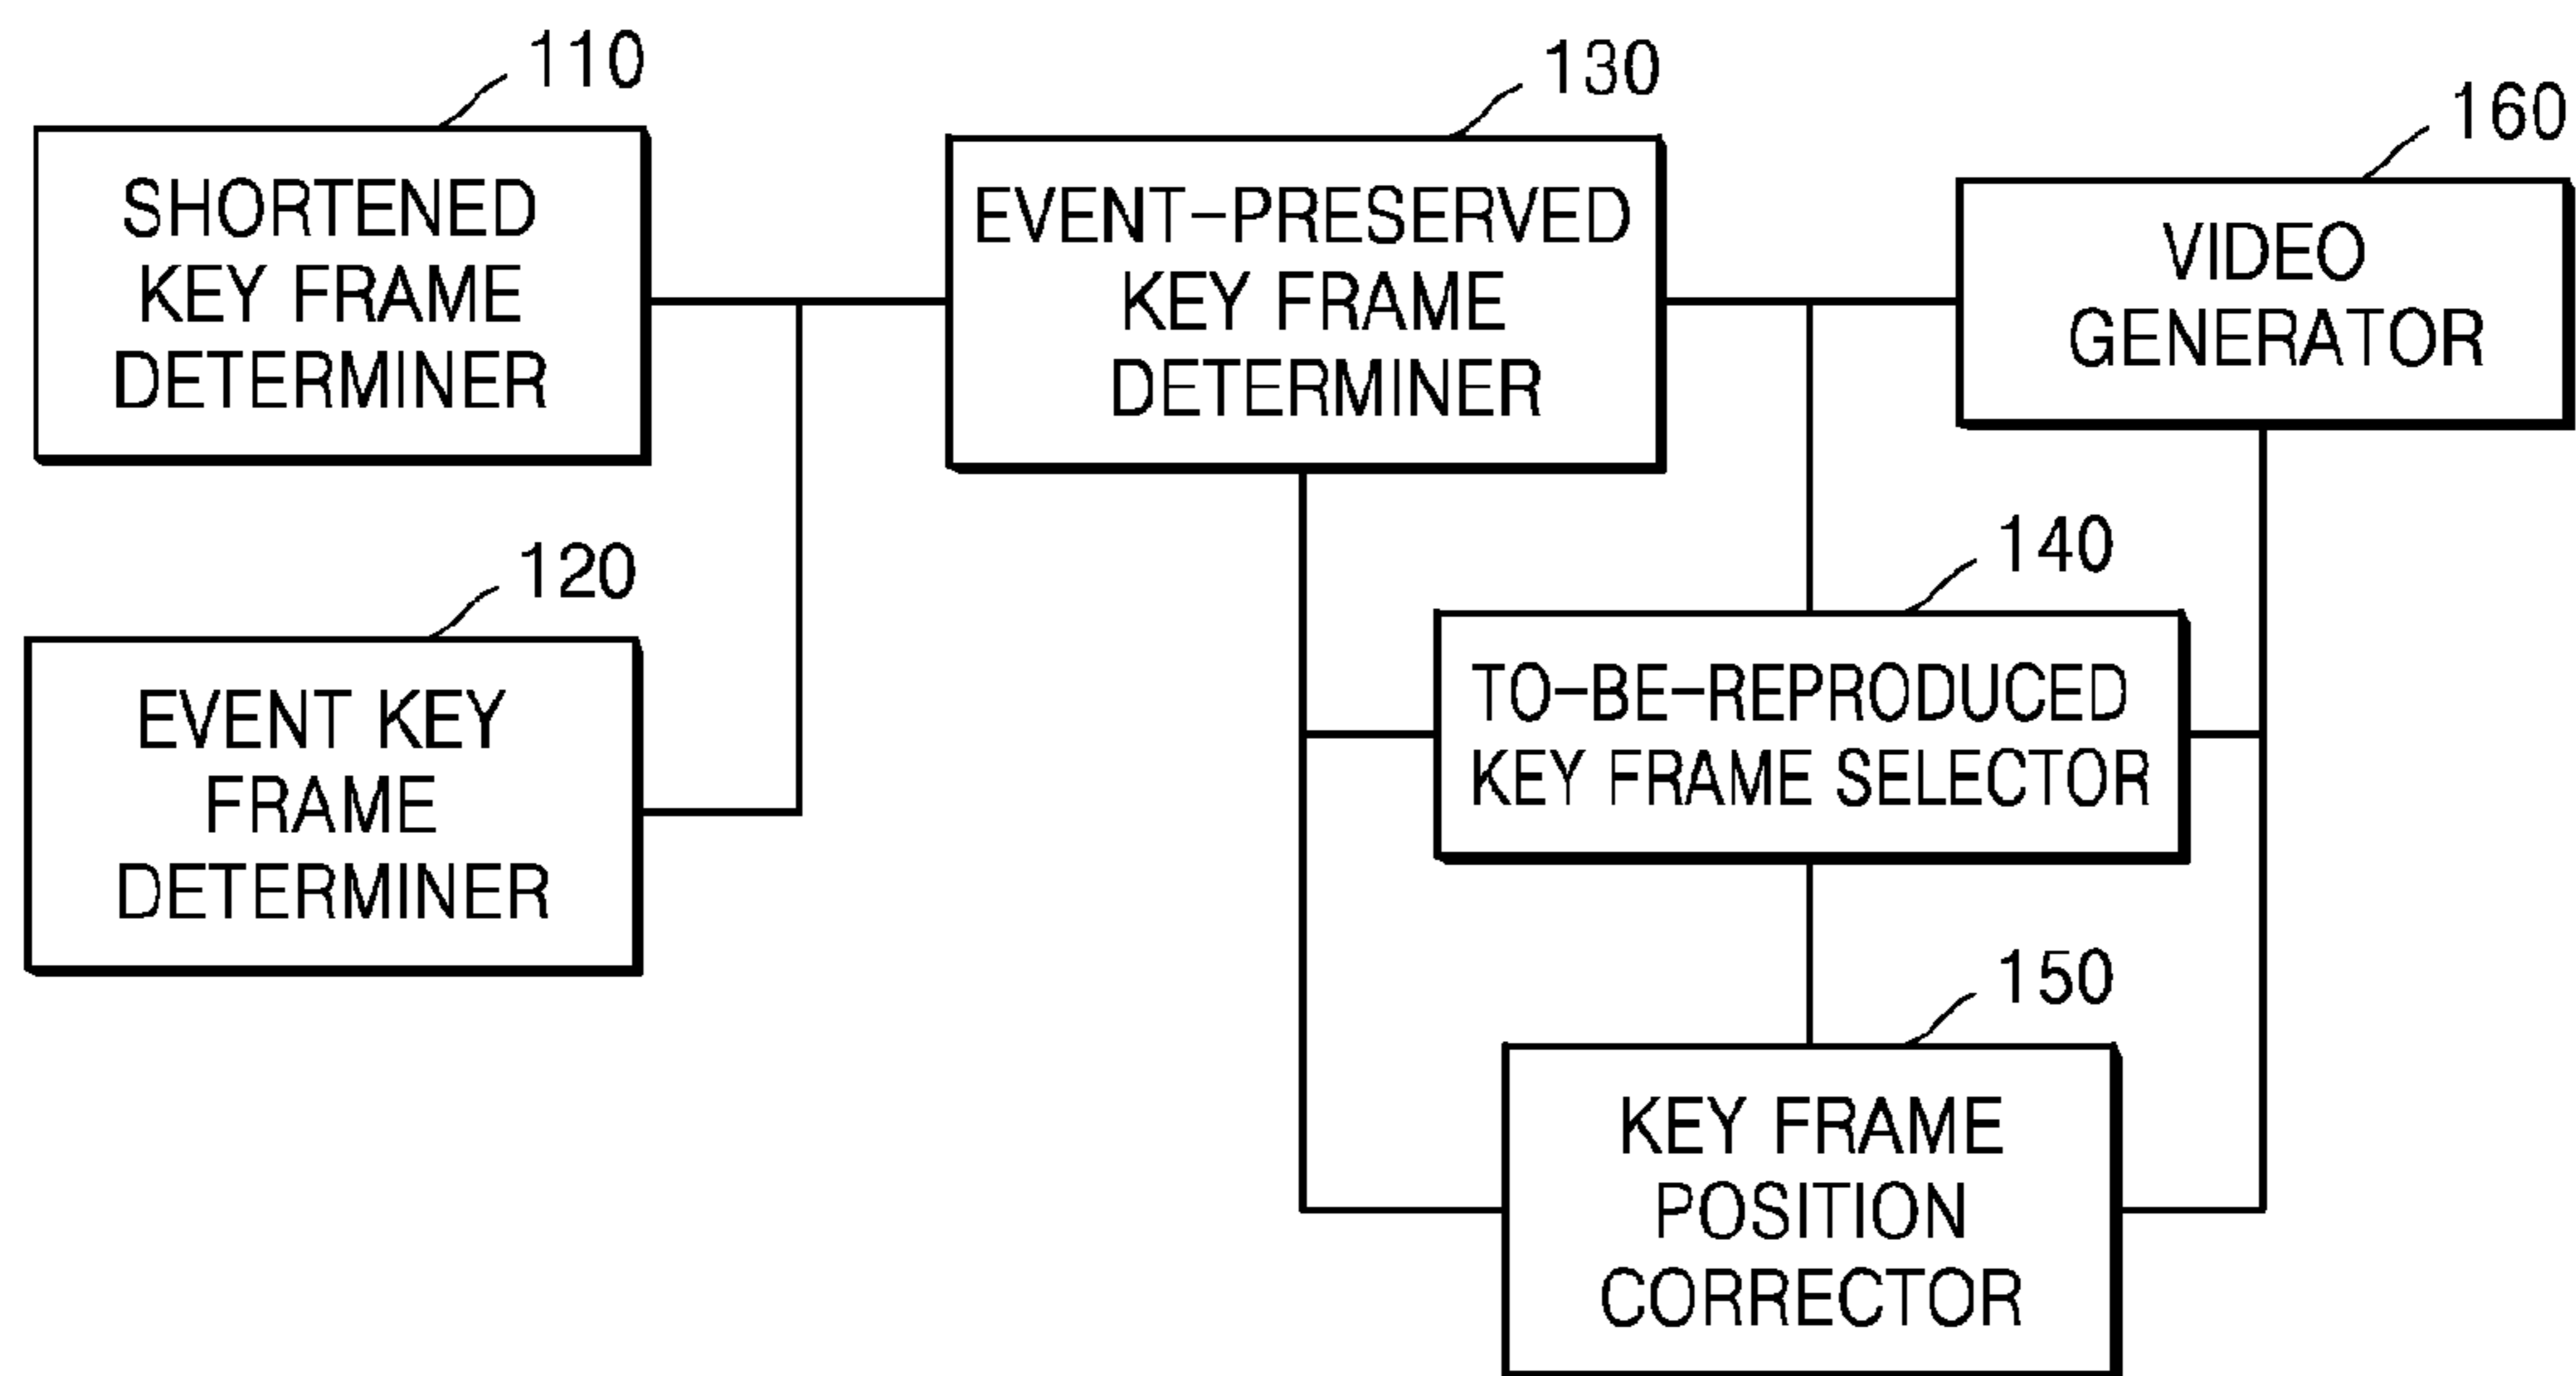 110
SHORTENED
KEY FRAME
DETERMINER
120
EVENT KEY
FRAME
DETERMINER
130
EVENT-PRESERVED
KEY FRAME
DETERMINER
140
TO-BE-REPRODUCED
KEY FRAME SELECTOR
150
KEY FRAME
POSITION
CORRECTOR
160
VIDEO
GENERATOR